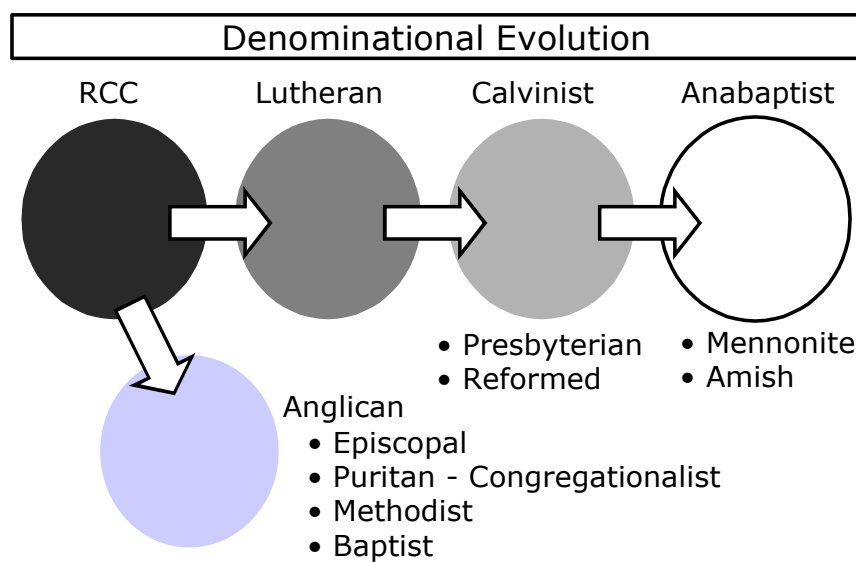 Denominational Evolution
RCC
Lutheran
Calvinist
Anabaptist
• Presbyterian
• Reformed
• Mennonite
• Amish
Anglican
• Episcopal
• Puritan - Congregationalist
• Methodist
• Baptist